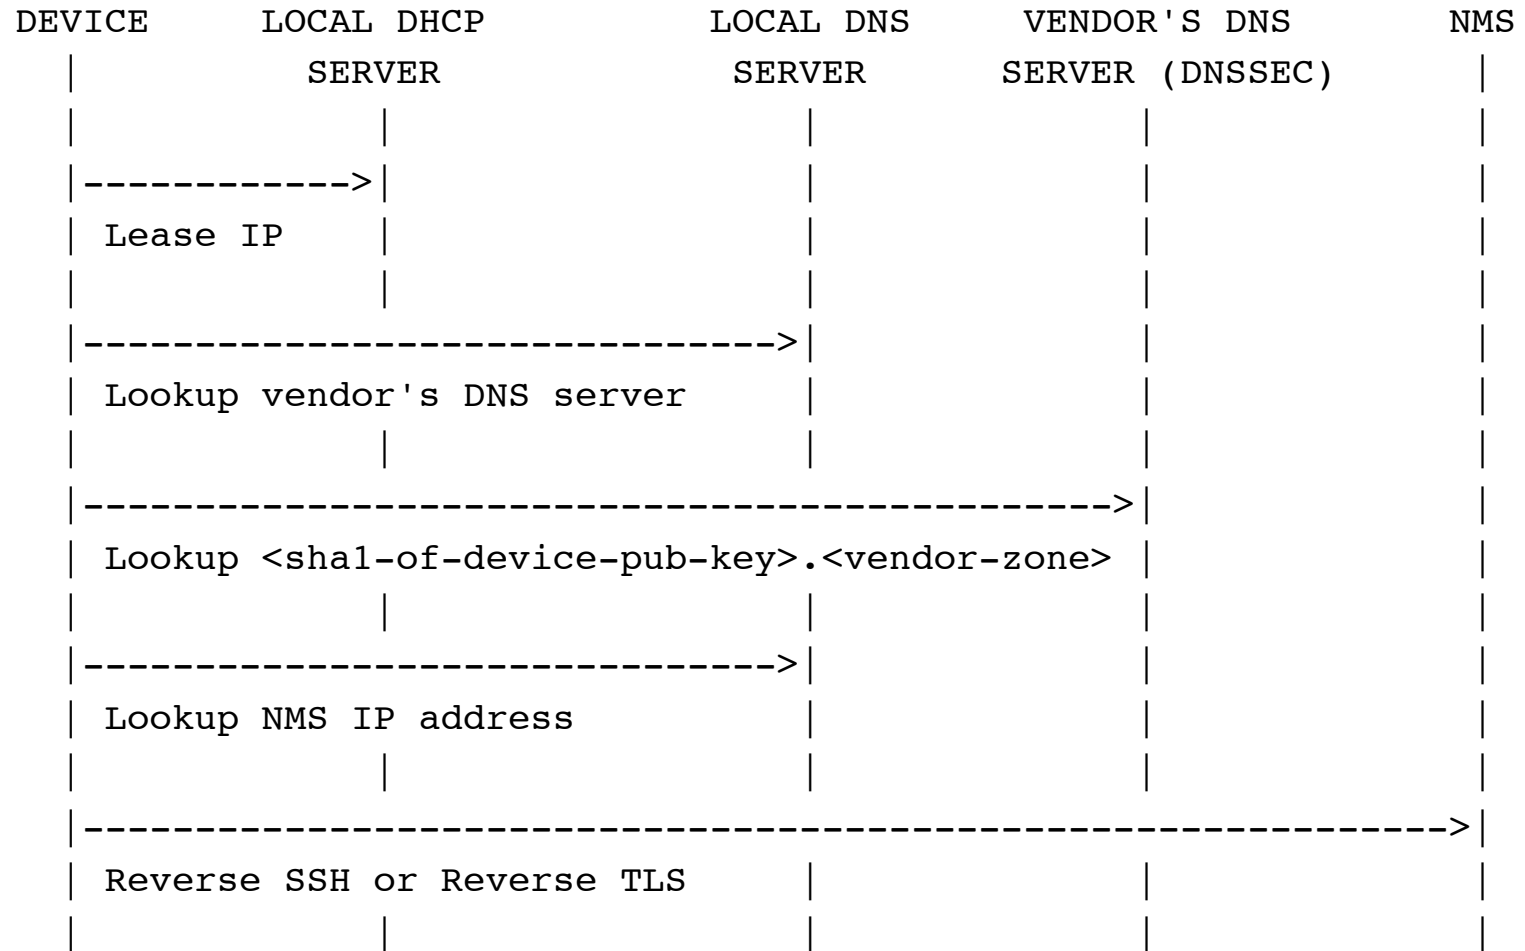 DEVICE LOCAL DHCP LOCAL DNS VENDOR'S DNS NMS
SERVER SERVER SERVER (DNSSEC)
Lease IP
Lookup vendor's DNS server
Lookup <sha1-of-device-pub-key>.<vendor-zone>
Lookup NMS IP address
Reverse SSH or Reverse TLS